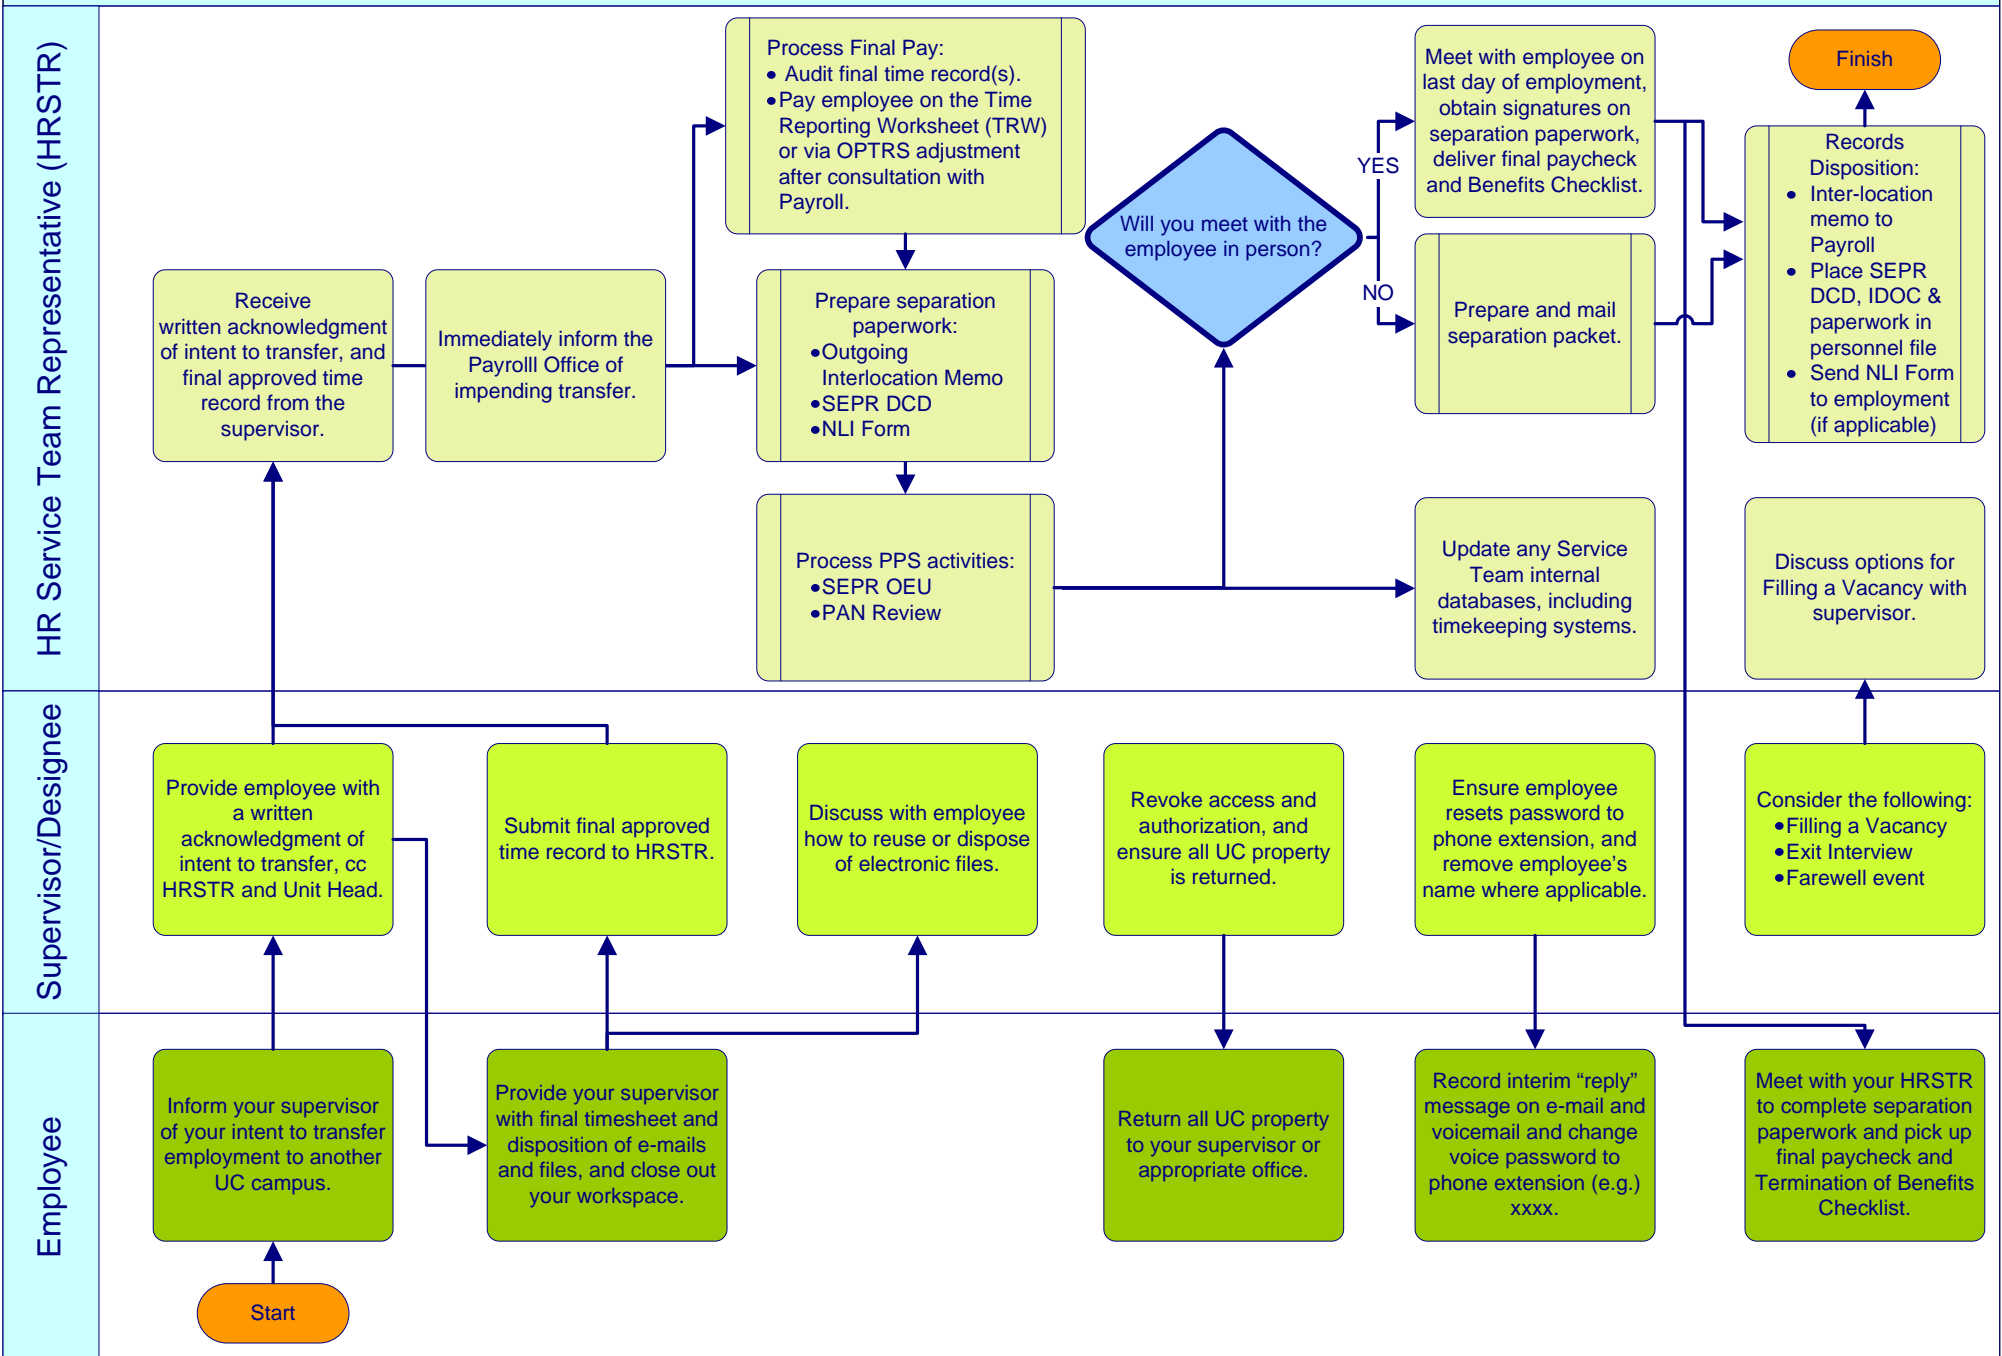 HR Service Team Representative (HRSTR)
Process Final Pay:
• Audit final time record(s).
•Pay employee on the Time
Reporting Worksheet (TRW)
or via OPTRS adjustment
after consultation with
Payroll.
Meet with employee on
last day of employment,
obtain signatures on
separation paperwork,
deliver final paycheck
and Benefits Checklist.
Finish
Records
Disposition:
• Inter-location
memo to
Payroll
• Place SEPR
DCD, IDOC &
paperwork in
personnel file
• Send NLI Form
to employment
(if applicable)
YES
Will you meet with the
employee in person?
NO
Prepare and mail
separation packet.
Receive
written acknowledgment
of intent to transfer, and
final approved time
record from the
supervisor.
Immediately inform the
Payrolll Office of
impending transfer.
Prepare separation
paperwork:
•Outgoing
Interlocation Memo
•SEPR DCD
•NLI Form
Process PPS activities:
•SEPR OEU
•PAN Review
Update any Service
Team internal
databases, including
timekeeping systems.
Discuss options for
Filling a Vacancy with
supervisor.
Supervisor/Designee
Provide employee with
a written
acknowledgment of
intent to transfer, cc
HRSTR and Unit Head.
Submit final approved
time record to HRSTR.
Discuss with employee
how to reuse or dispose
of electronic files.
Revoke access and
authorization, and
ensure all UC property
is returned.
Ensure employee
resets password to
phone extension, and
remove employee's
name where applicable.
Consider the following:
•Filling a Vacancy
•Exit Interview
•Farewell event
Employee
Inform your supervisor
of your intent to transfer
employment to another
UC campus.
Provide your supervisor
with final timesheet and
disposition of e-mails
and files, and close out
your workspace.
Return all UC property
to your supervisor or
appropriate office.
Record interim “reply”
message on e-mail and
voicemail and change
voice password to
phone extension (e.g.)
xxxx.
Meet with your HRSTR
to complete separation
paperwork and pick up
final paycheck and
Termination of Benefits
Checklist.
Start